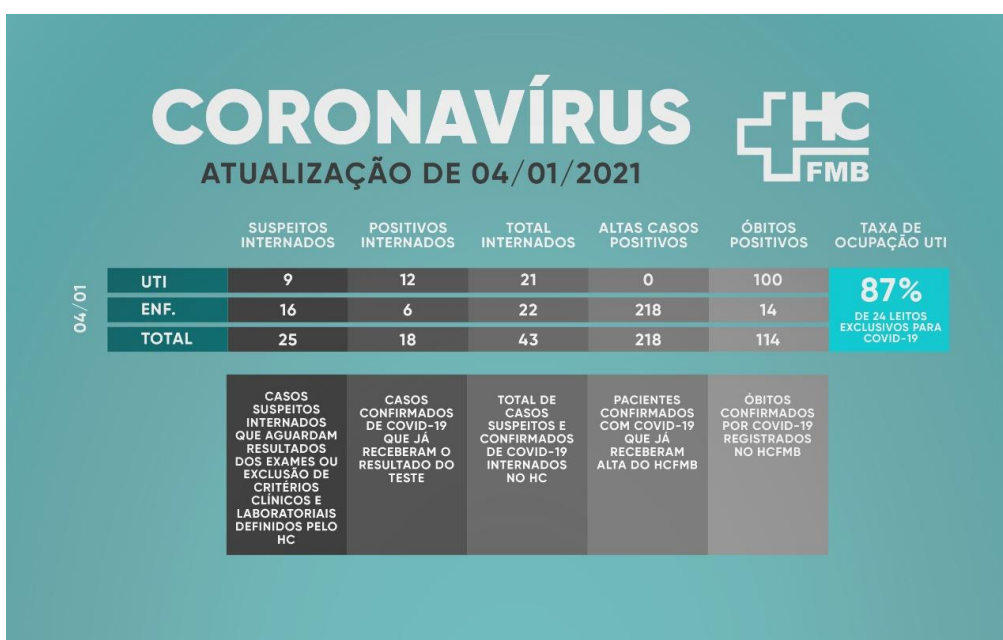 CORONAVÍRUS
ATUALIZAÇÃO DE 04/01/2021
HC
FMB
SUSPEITOS INTERNADOS
POSITIVOS INTERNADOS
TOTAL INTERNADOS
ALTAS CASOS POSITIVOS
ÓBITOS POSITIVOS
TAXA DE OCUPAÇÃO UTI
04/01
UTI 9 12 21 0 100
ENF. 16 6 22 218 14
TOTAL 25 18 43 218 114
87%
DE 24 LEITOS
EXCLUSIVOS PARA
COVID-19
CASOS
SUSPEITOS
INTERNADOS
QUE AGUARDAM
RESULTADOS
DOS EXAMES OU
EXCLUSÃO DE
CRITÉRIOS
CLÍNICOS E
LABORATORIAIS
DEFINIDOS PELO
HC
CASOS
CONFIRMADOS
DE COVID-19
QUE JÁ
RECEBERAM O
RESULTADO DO
TESTE
TOTAL DE
CASOS
SUSPEITOS E
CONFIRMADOS
DE COVID-19
INTERNADOS
NO HC
PACIENTES
CONFIRMADOS
COM COVID-19
QUE JÁ
RECEBERAM
ALTA DO HCFMB
ÓBITOS
CONFIRMADOS
POR COVID-19
REGISTRADOS
NO HCFMB